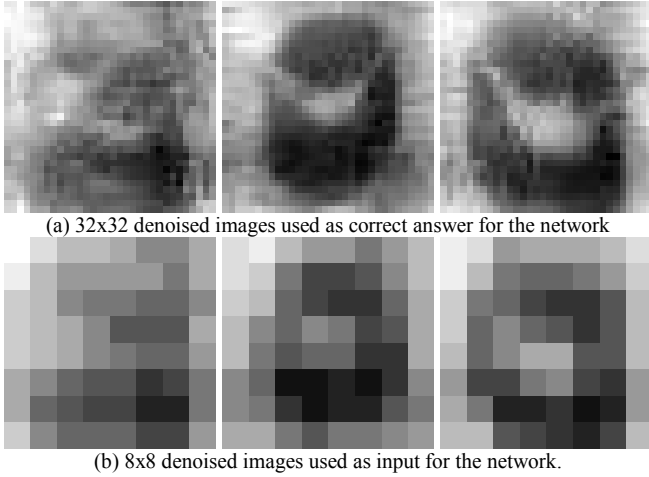 (a) 32x32 denoised images used as correct answer for the network
(b) 8x8 denoised images used as input for the network.